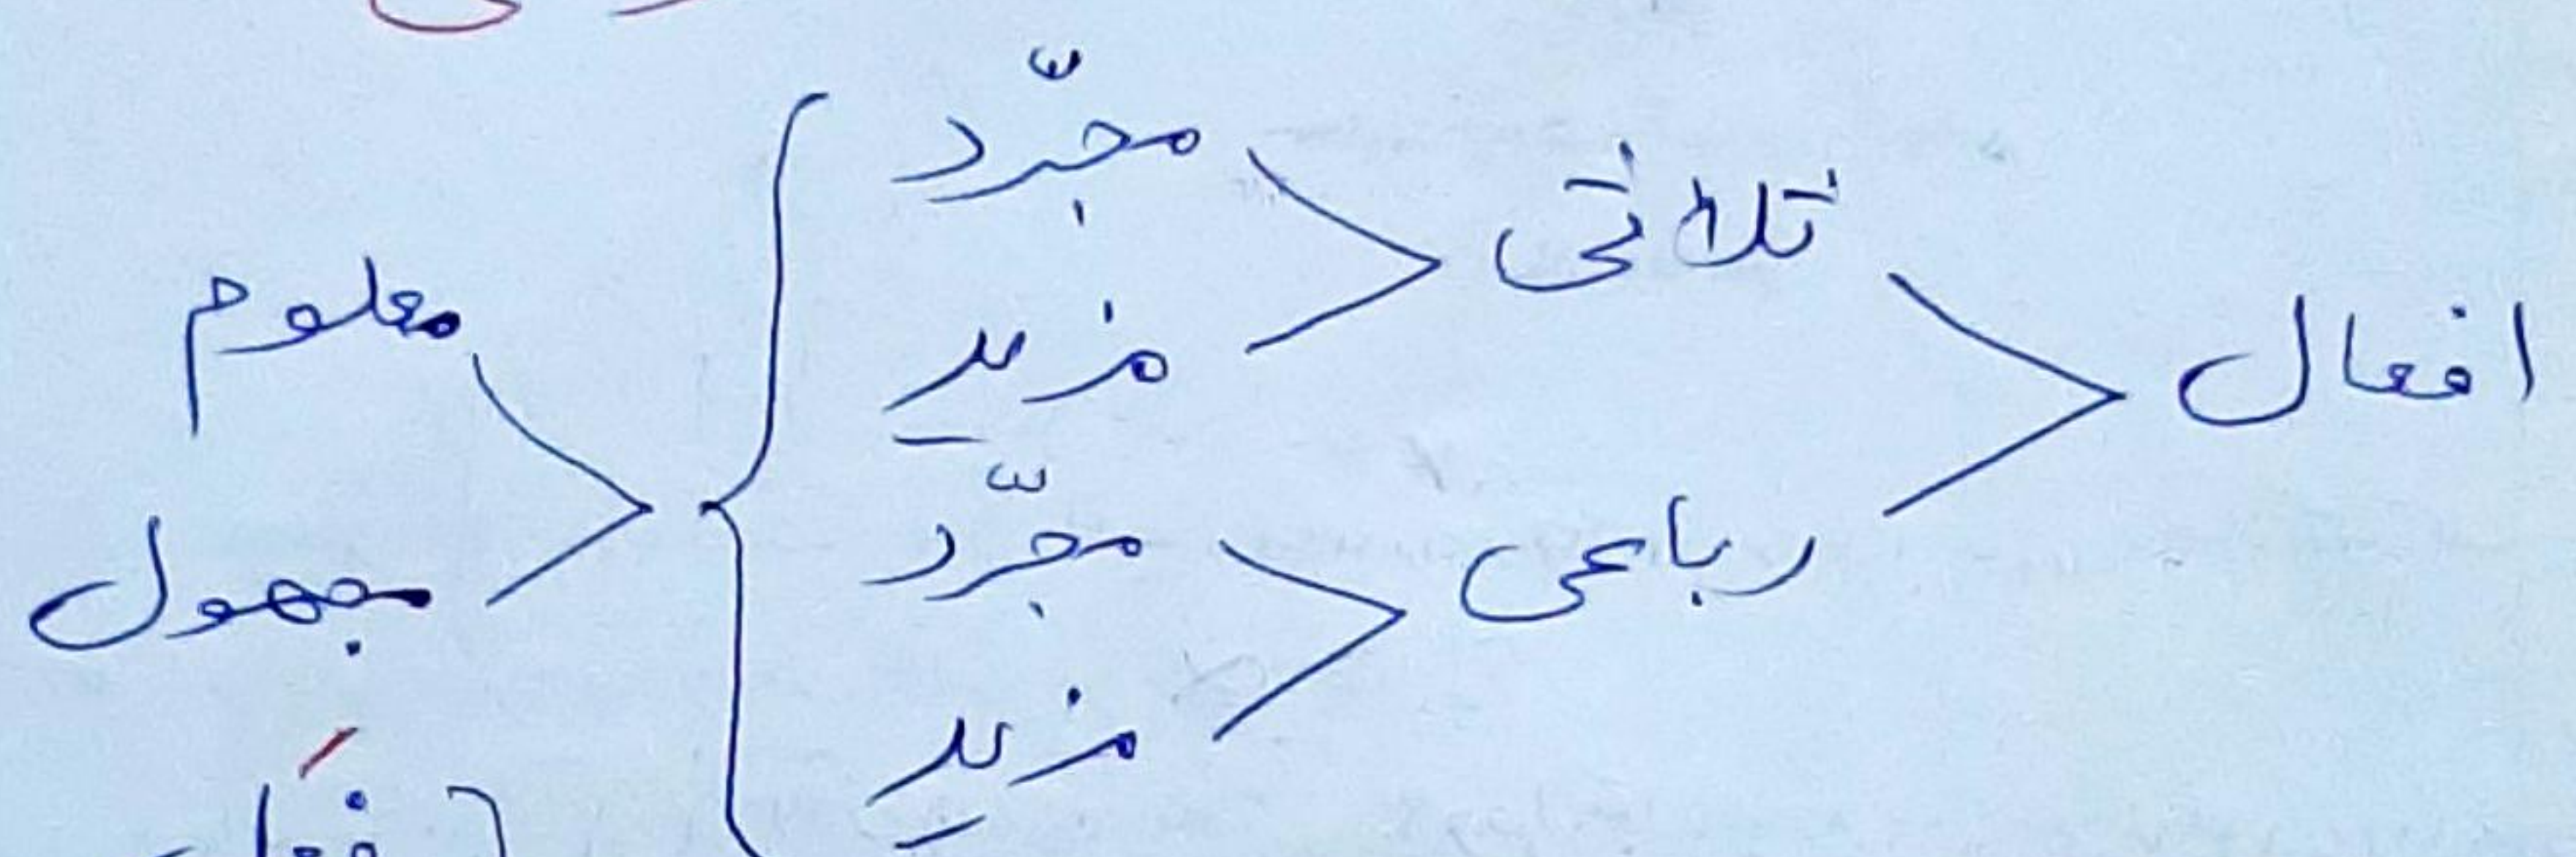 افعال
ثلاثی
مجرّد
مزید
رباعی
مجرّد
مزید
معلوم
مجهول